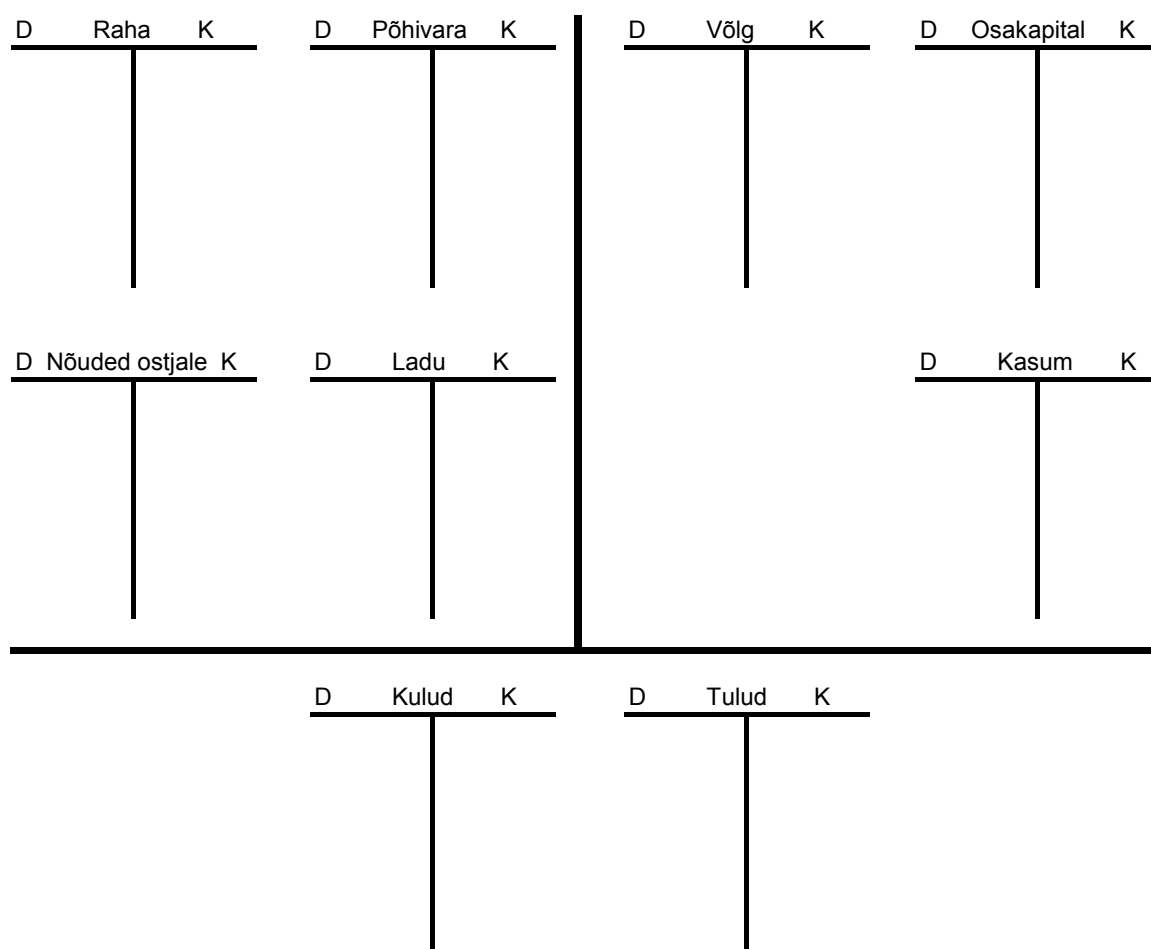 D Raha K D Põhivara K D Võlg K D Osakapital K
D Nõuded ostjale K D Ladu K D Kasum K
D Kulud K D Tulud K